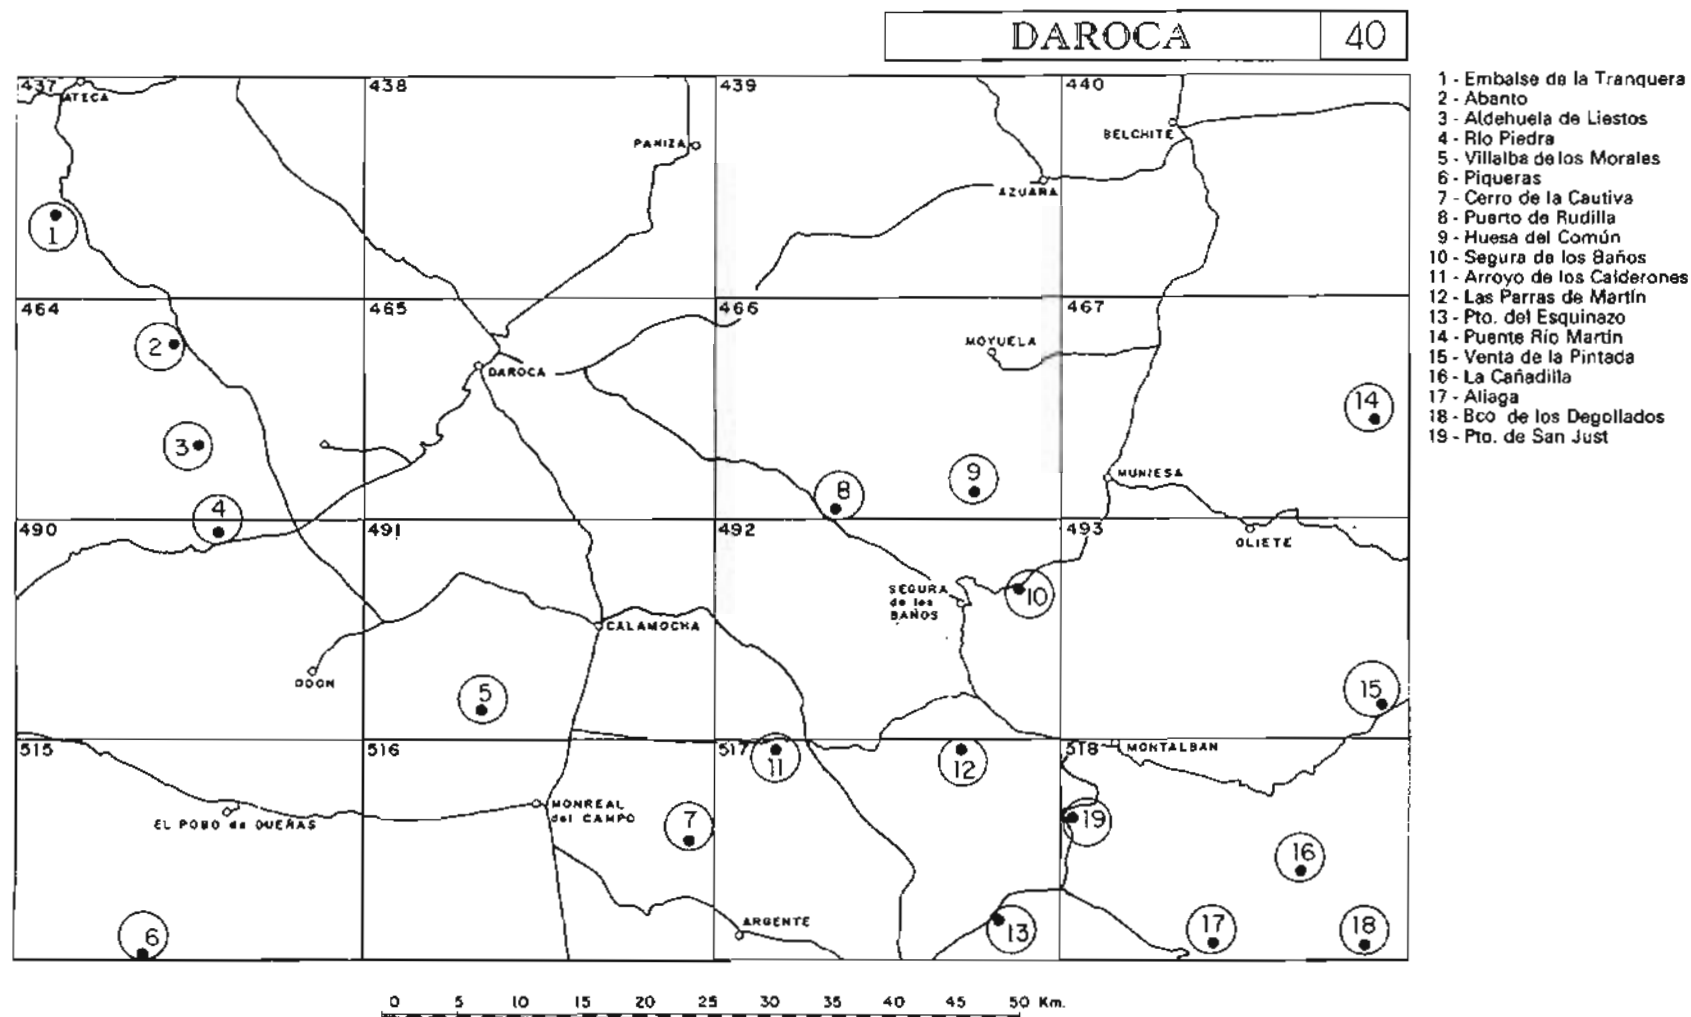 DAROCA 40
1 - Embalse de la Tranquera
2 - Abanto
3 - Aldehuela de Liestos
4 - Río Piedra
5 - Villalba de los Morales
6 - Piqueras
7 - Cerro de la Cautiva
8 - Puerto de Rudilla
9 - Huesa del Común
10 - Segura de los Baños
11 - Arroyo de los Calderones
12 - Las Parras de Martín
13 - Pto. del Esquinazo
14 - Puente Río Martín
15 - Venta de la Pintada
16 - La Cañadilla
17 - Aliaga
18 - Bco de los Degollados
19 - Pto. de San Just
437 438 439 440
ATECA
BELCHITE
PANIZA
AZUARA
1
464 465 466 467
2
MOYUELA
DAROCA
14
3
9
MUNIESA
8
4
490 491 492 493
OLIETE
SEGURA
de los
BAÑOS
10
CALAMOCHA
ODON
5
15
515 516 517 518
MONTALBAN
11
12
MONREAL
del CAMPO
EL POBO de DUEÑAS
7
19
16
ARGENTE
6
13
17
18
0 5 10 15 20 25 30 35 40 45 50 Km.